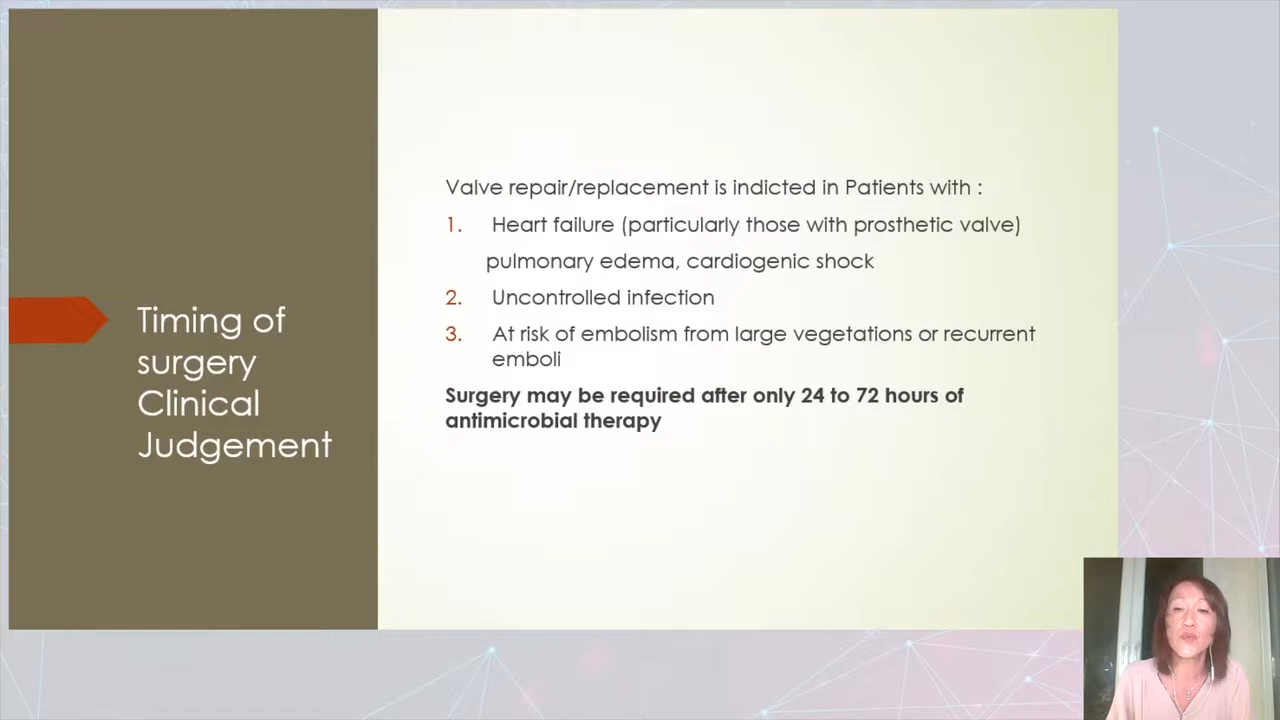 Timing of
surgery
Clinical
Judgement
Valve repair/replacement is indicted in Patients with :
1. Heart failure (particularly those with prosthetic valve)
pulmonary edema, cardiogenic shock
2. Uncontrolled infection
3. At risk of embolism from large vegetations or recurrent
emboli
Surgery may be required after only 24 to 72 hours of
antimicrobial therapy